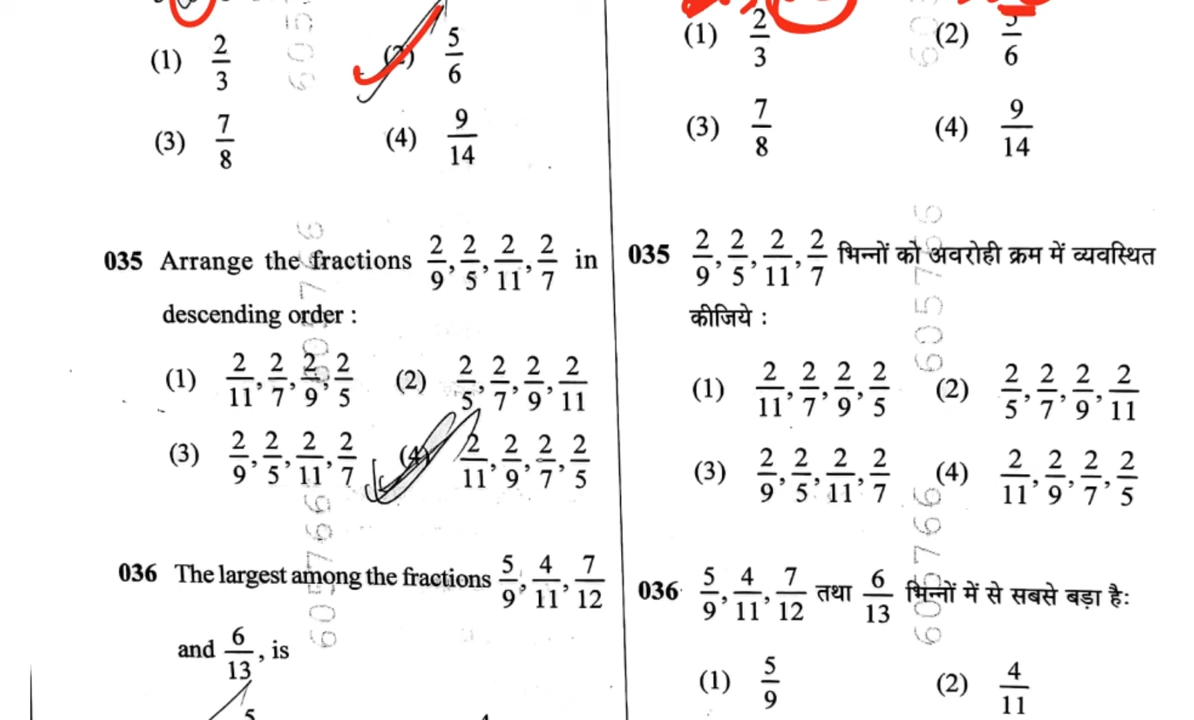 (1) 2/3 (2) 5/6
(3) 7/8 (4) 9/14
035 Arrange the fractions 2/9, 2/5, 2/11, 2/7 in
descending order :
(1) 2/11, 2/7, 2/9, 2/5 (2) 2/5, 2/7, 2/9, 2/11
(3) 2/9, 2/5, 2/11, 2/7 (4) 2/11, 2/9, 2/7, 2/5
036 The largest among the fractions 5/9, 4/11, 7/12
and 6/13, is
(1) 2/3 (2) 5/6
(3) 7/8 (4) 9/14
035 2/9, 2/5, 2/11, 2/7 भिन्नों को अवरोही क्रम में व्यवस्थित
कीजिये :
(1) 2/11, 2/7, 2/9, 2/5 (2) 2/5, 2/7, 2/9, 2/11
(3) 2/9, 2/5, 2/11, 2/7 (4) 2/11, 2/9, 2/7, 2/5
036 5/9, 4/11, 7/12 तथा 6/13 भिन्नों में से सबसे बड़ा है:
(1) 5/9 (2) 4/11
605766
605766
605766
605766